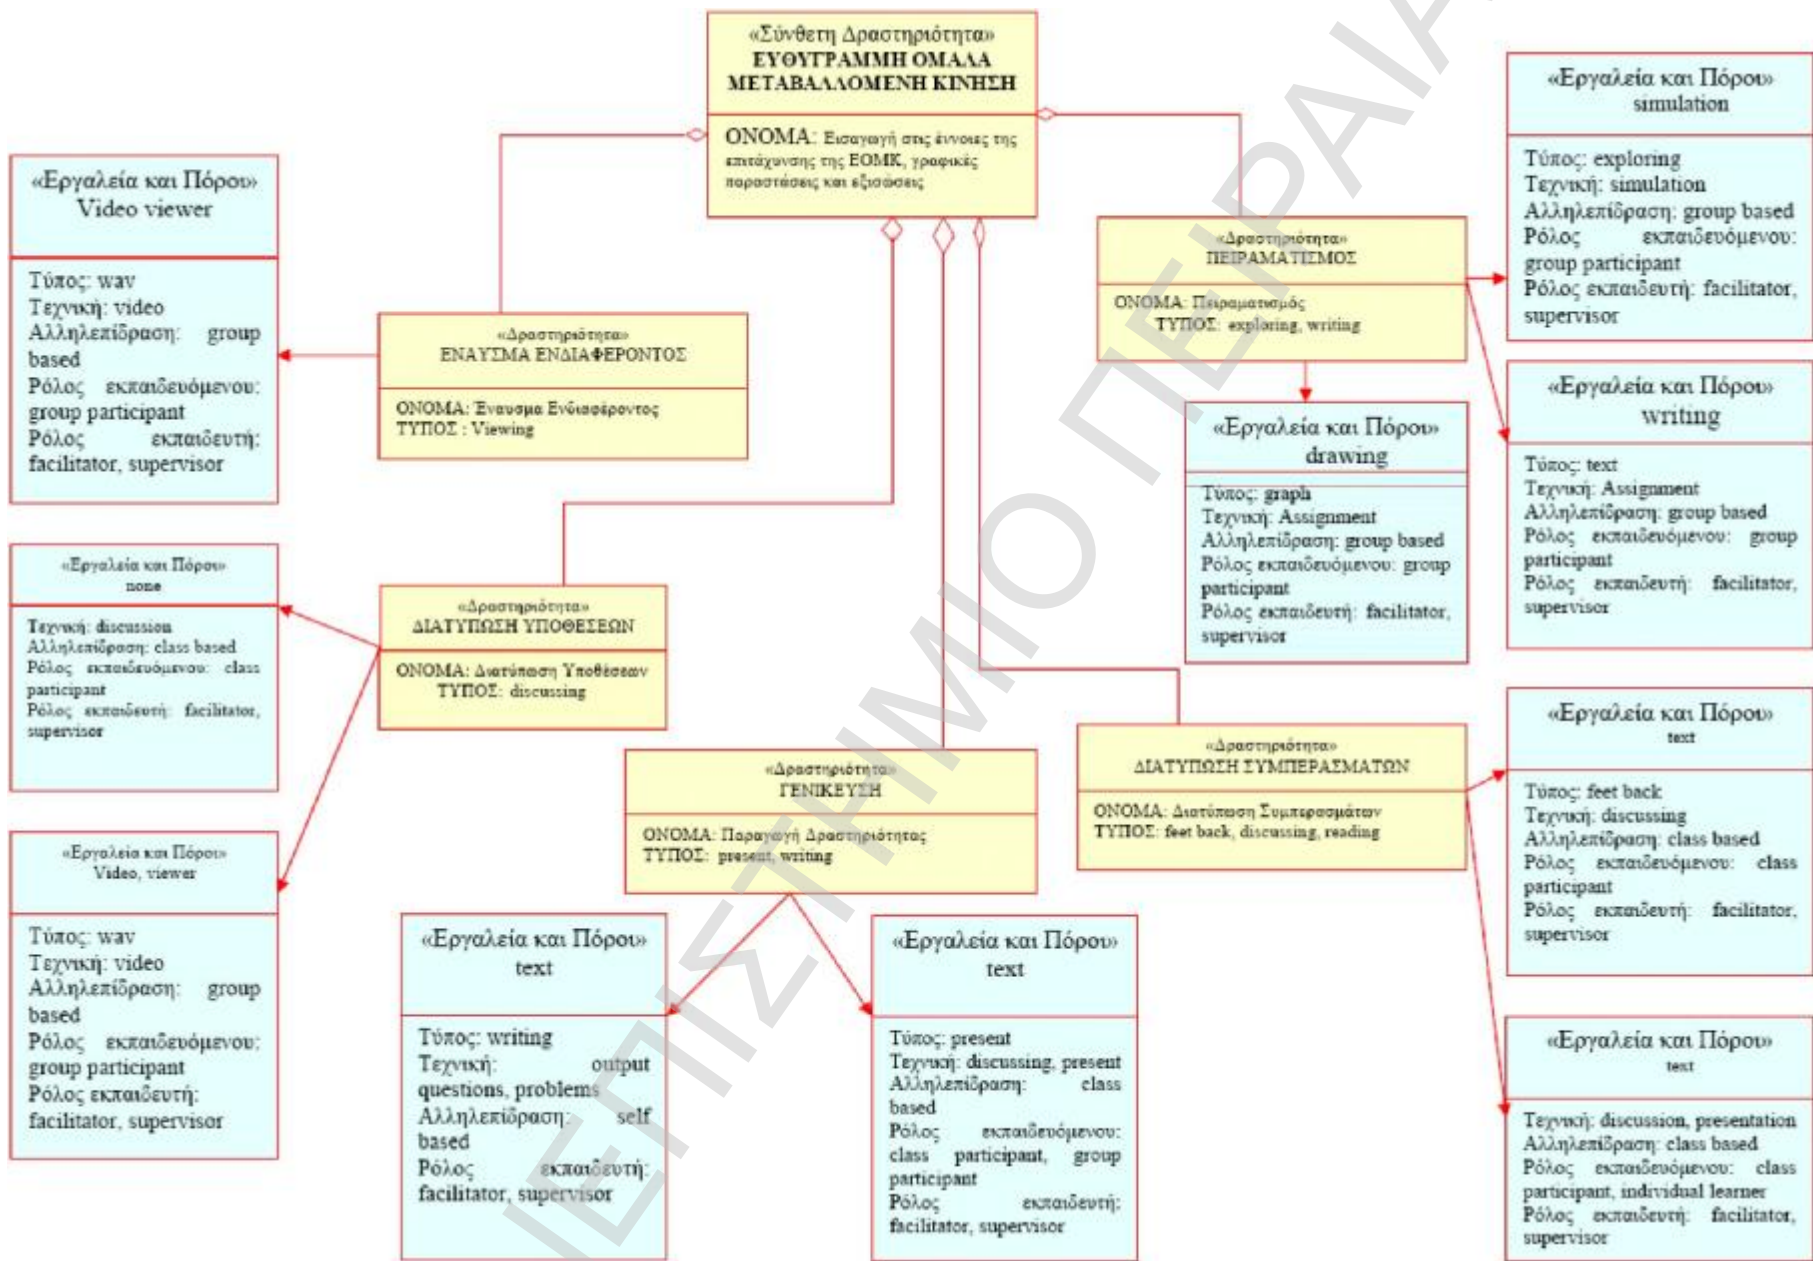 «Σύνθετη Δραστηριότητα»
ΕΥΘΥΓΡΑΜΜΗ ΟΜΑΛΑ
ΜΕΤΑΒΑΛΛΟΜΕΝΗ ΚΙΝΗΣΗ
ΟΝΟΜΑ: Εισαγωγή στις έννοιες της
επιτάχυνσης της ΕΟΜΚ, γραφικές
παραστάσεις και εξισώσεις
«Εργαλεία και Πόροι»
Video viewer
Τύπος: wav
Τεχνική: video
Αλληλεπίδραση: group
based
Ρόλος εκπαιδευόμενου:
group participant
Ρόλος εκπαιδευτή:
facilitator, supervisor
«Δραστηριότητα»
ΕΝΑΥΣΜΑ ΕΝΔΙΑΦΕΡΟΝΤΟΣ
ΟΝΟΜΑ: Έναυσμα Ενδιαφέροντος
ΤΥΠΟΣ : Viewing
«Δραστηριότητα»
ΠΕΙΡΑΜΑΤΙΣΜΟΣ
ΟΝΟΜΑ: Πειραματισμός
ΤΥΠΟΣ: exploring, writing
«Εργαλεία και Πόροι»
simulation
Τύπος: exploring
Τεχνική: simulation
Αλληλεπίδραση: group based
Ρόλος εκπαιδευόμενου:
group participant
Ρόλος εκπαιδευτή: facilitator,
supervisor
«Εργαλεία και Πόροι»
drawing
Τύπος: graph
Τεχνική: Assignment
Αλληλεπίδραση: group based
Ρόλος εκπαιδευόμενου: group
participant
Ρόλος εκπαιδευτή: facilitator,
supervisor
«Εργαλεία και Πόροι»
writing
Τύπος: text
Τεχνική: Assignment
Αλληλεπίδραση: group based
Ρόλος εκπαιδευόμενου: group
participant
Ρόλος εκπαιδευτή: facilitator,
supervisor
«Εργαλεία και Πόροι»
none
Τεχνική: discussion
Αλληλεπίδραση: class based
Ρόλος εκπαιδευόμενου: class
participant
Ρόλος εκπαιδευτή: facilitator,
supervisor
«Δραστηριότητα»
ΔΙΑΤΥΠΩΣΗ ΥΠΟΘΕΣΕΩΝ
ΟΝΟΜΑ: Διατύπωση Υποθέσεων
ΤΥΠΟΣ: discussing
«Εργαλεία και Πόροι»
Video, viewer
Τύπος: wav
Τεχνική: video
Αλληλεπίδραση: group
based
Ρόλος εκπαιδευόμενου:
group participant
Ρόλος εκπαιδευτή:
facilitator, supervisor
«Δραστηριότητα»
ΓΕΝΙΚΕΥΣΗ
ΟΝΟΜΑ: Παραγωγή Δραστηριότητας
ΤΥΠΟΣ: present, writing
«Δραστηριότητα»
ΔΙΑΤΥΠΩΣΗ ΣΥΜΠΕΡΑΣΜΑΤΩΝ
ΟΝΟΜΑ: Διατύπωση Συμπερασμάτων
ΤΥΠΟΣ: feet back, discussing, reading
«Εργαλεία και Πόροι»
text
Τύπος: feet back
Τεχνική: discussing
Αλληλεπίδραση: class based
Ρόλος εκπαιδευόμενου: class
participant
Ρόλος εκπαιδευτή: facilitator,
supervisor
«Εργαλεία και Πόροι»
text
Τύπος: writing
Τεχνική: output
questions, problems
Αλληλεπίδραση: self
based
Ρόλος εκπαιδευτή:
facilitator, supervisor
«Εργαλεία και Πόροι»
text
Τύπος: present
Τεχνική: discussing, present
Αλληλεπίδραση: class
based
Ρόλος εκπαιδευόμενου:
class participant, group
participant
Ρόλος εκπαιδευτή:
facilitator, supervisor
«Εργαλεία και Πόροι»
text
Τεχνική: discussion, presentation
Αλληλεπίδραση: class based
Ρόλος εκπαιδευόμενου: class
participant, individual learner
Ρόλος εκπαιδευτή: facilitator,
supervisor
ΙΕΠΙΣΤΗΜΙΟ ΠΕΙΡΑΙΑ